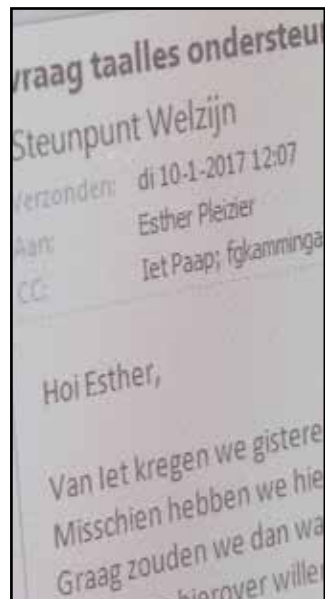 vraag taalles ondersteu
Steunpunt Welzijn
Verzonden: di 10-1-2017 12:07
Aan: Esther Pleizier
CC: Iet Paap; fgkamminga
Hoi Esther,
Van Iet kregen we gistere
Misschien hebben we hie
Graag zouden we dan wa
hierover willen